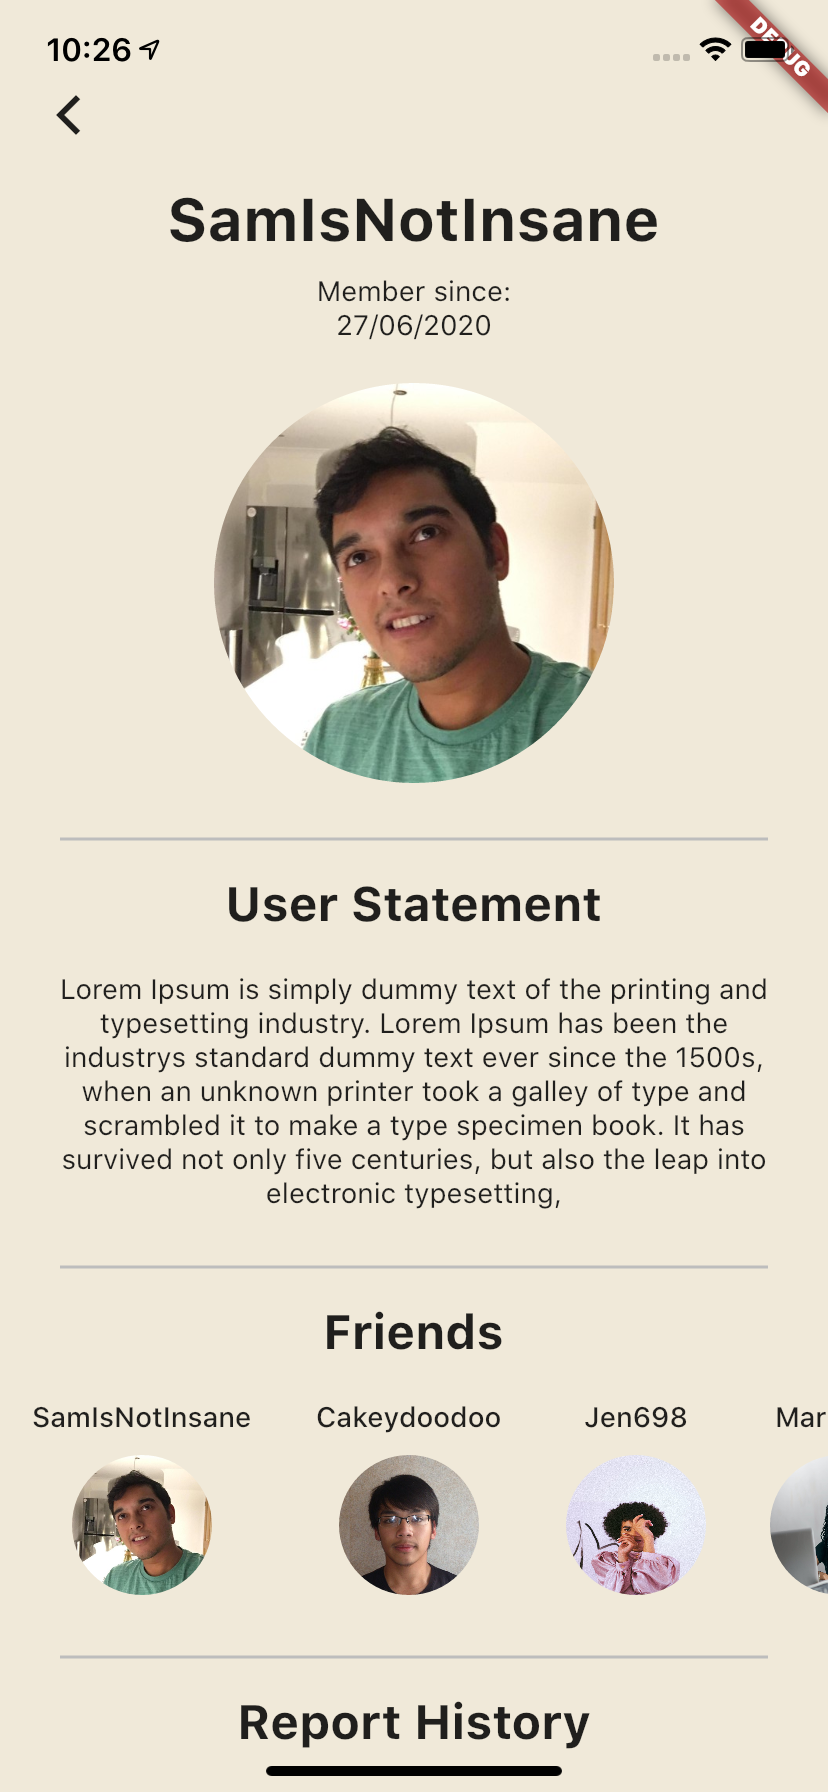 10:26
DEBUG
SamIsNotInsane
Member since:
27/06/2020
User Statement
Lorem Ipsum is simply dummy text of the printing and
typesetting industry. Lorem Ipsum has been the
industrys standard dummy text ever since the 1500s,
when an unknown printer took a galley of type and
scrambled it to make a type specimen book. It has
survived not only five centuries, but also the leap into
electronic typesetting,
Friends
SamIsNotInsane Cakeydoodoo Jen698 Mar
Report History